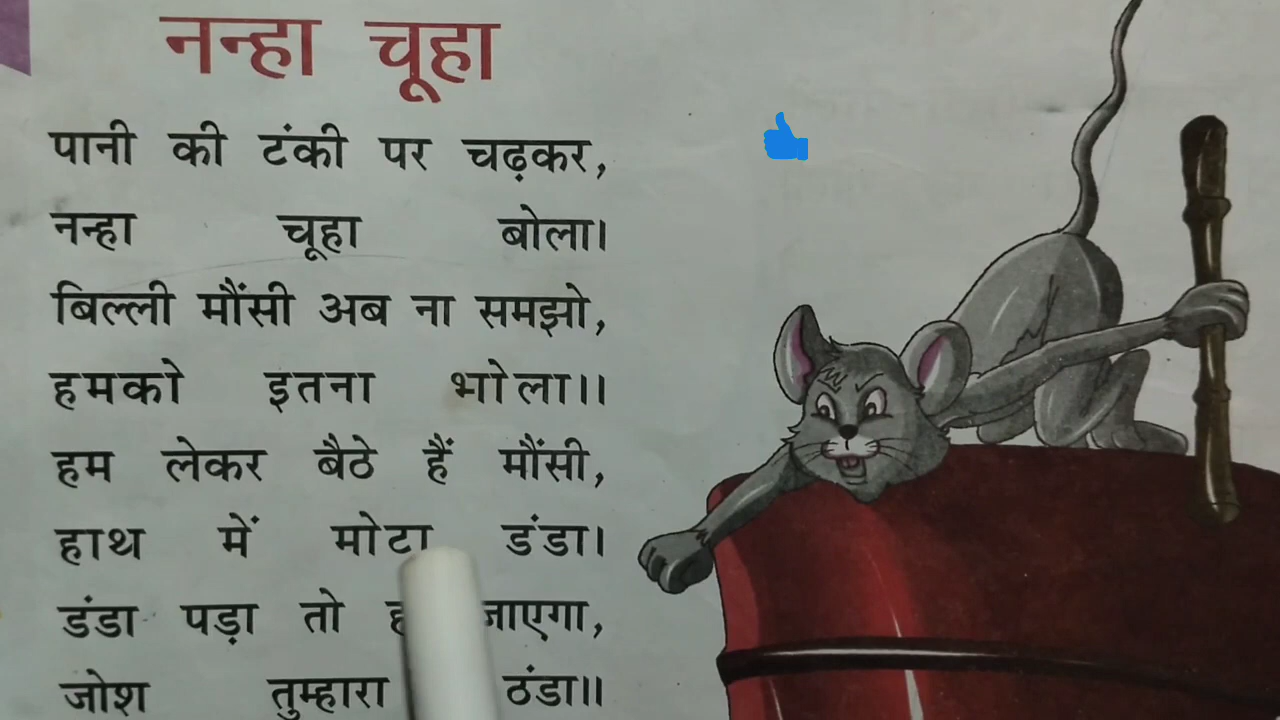 नन्हा चूहा
पानी की टंकी पर चढ़कर,
नन्हा चूहा बोला।
बिल्ली मौंसी अब ना समझो,
हमको इतना भोला।।
हम लेकर बैठे हैं मौंसी,
हाथ में मोटा डंडा।
डंडा पड़ा तो जाएगा,
जोश तुम्हारा ठंडा॥